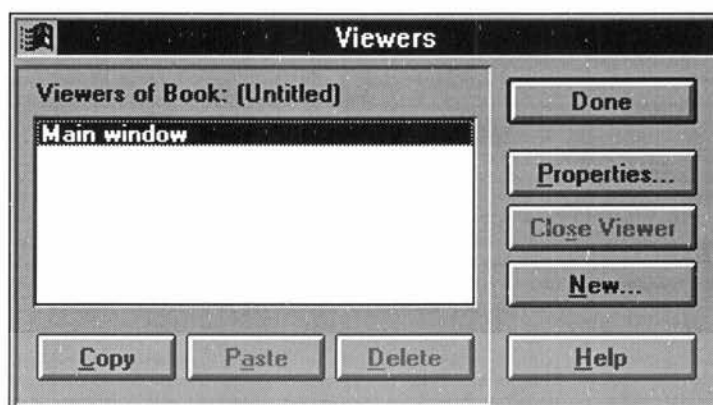 Viewers
Viewers of Book: (Untitled)
Main window
Done
Properties...
Close Viewer
New...
Copy
Paste
Delete
Help